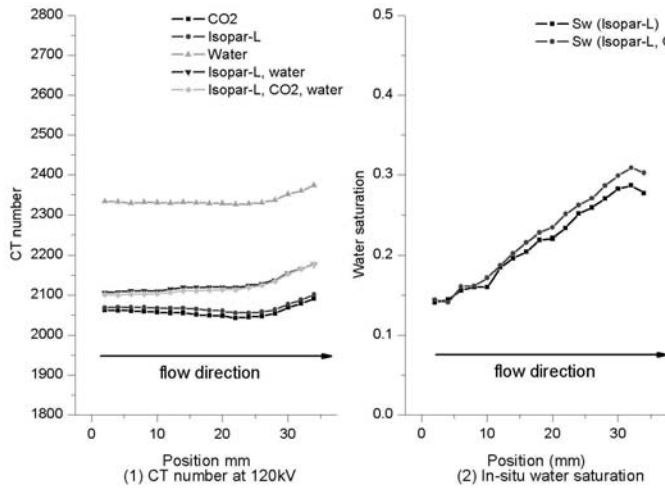 2800
2700
2600
2500
2400
2300
2200
2100
2000
1900
1800
CT number
CO2
Isopar-L
Water
Isopar-L, water
Isopar-L, CO2, water
flow direction
0
10
20
30
Position mm
(1) CT number at 120kV
0.5
0.4
0.3
0.2
0.1
0.0
Water saturation
Sw (Isopar-L)
Sw (Isopar-L,
flow direction
0
10
20
30
Position (mm)
(2) In-situ water saturation